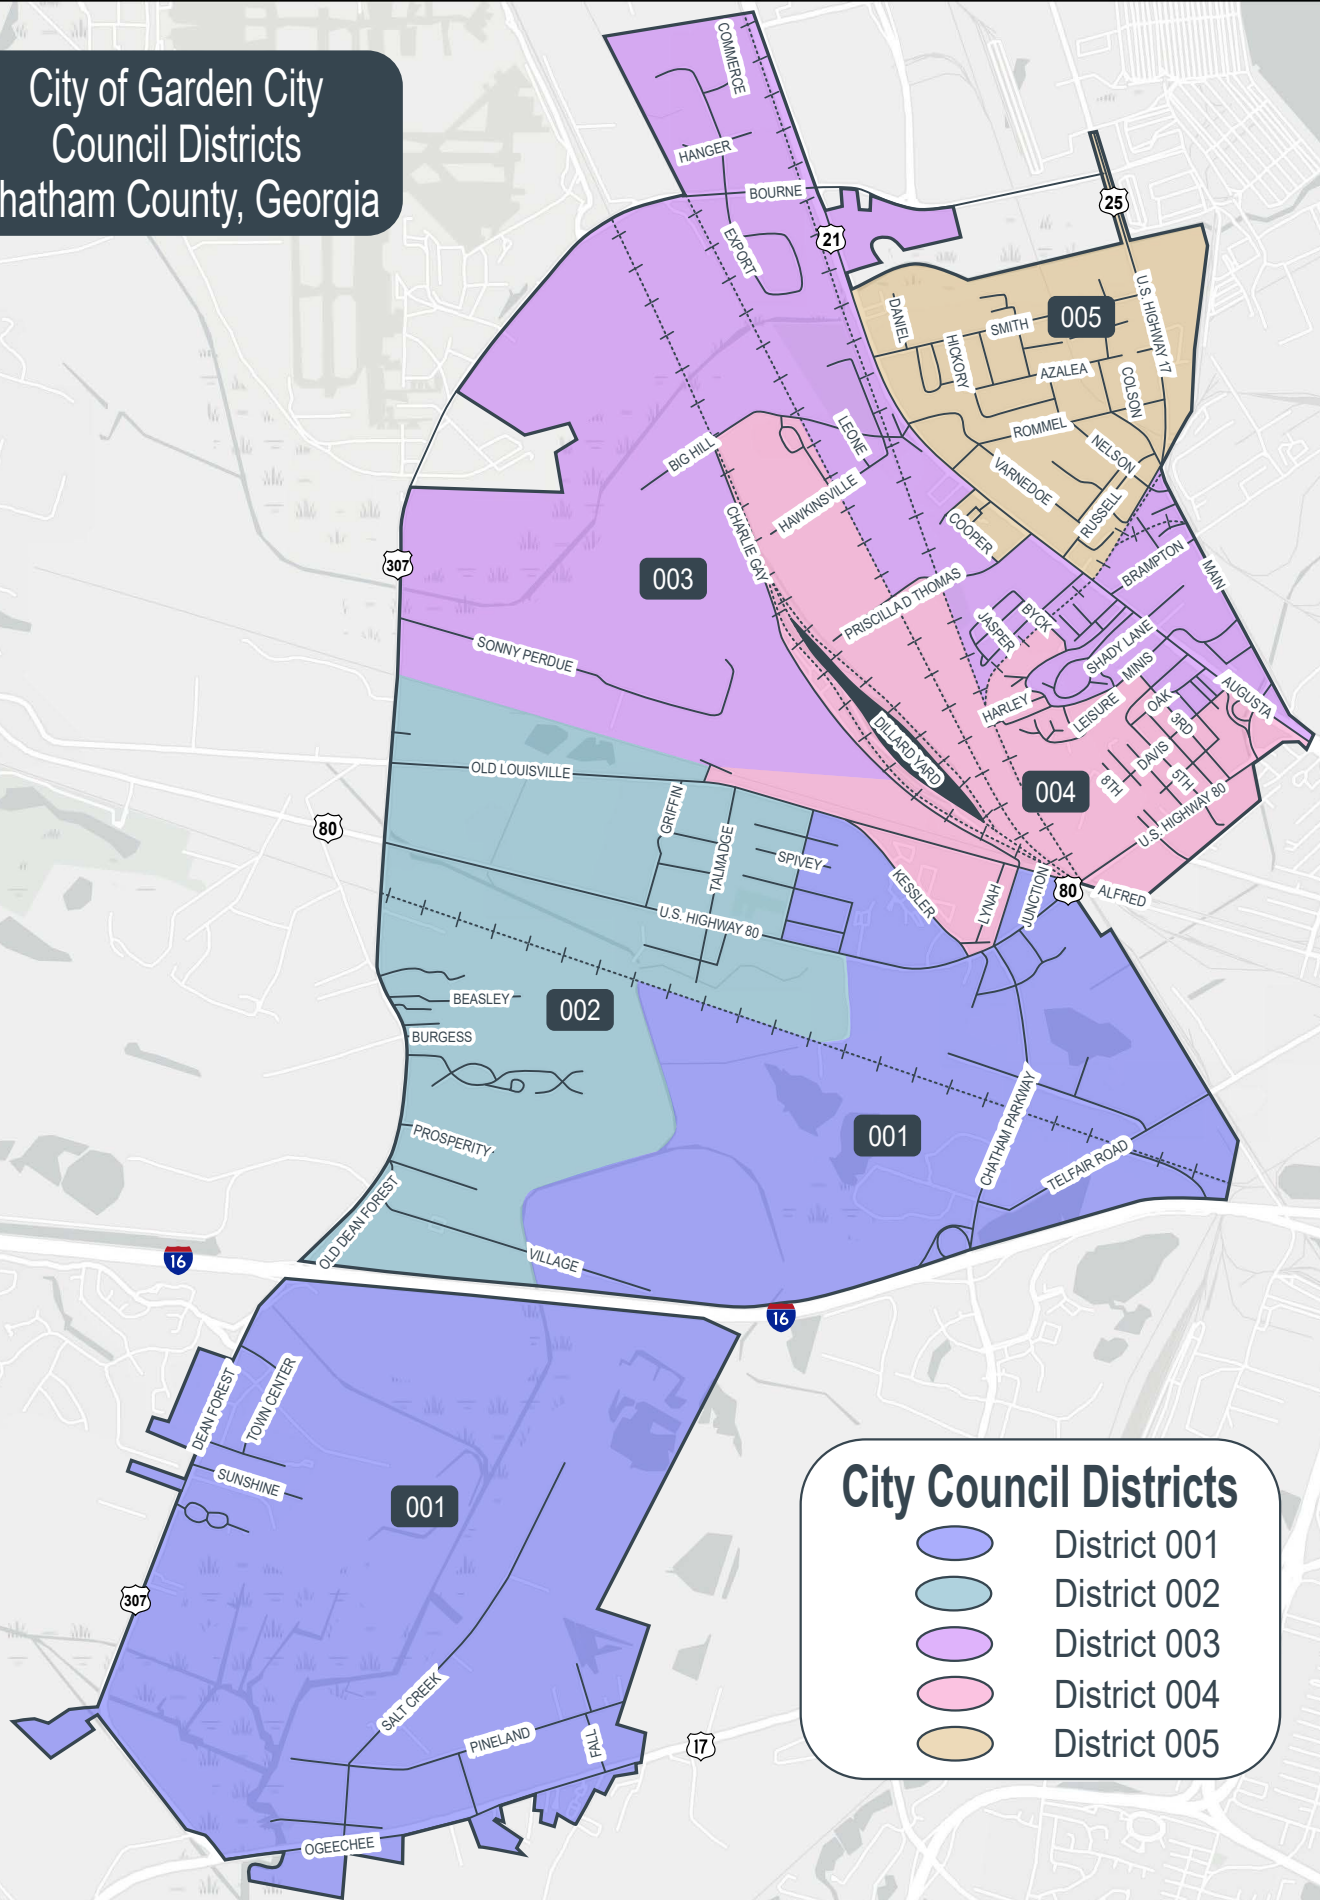 City of Garden City
Council Districts
hatham County, Georgia
COMMERCE
HANGER
BOURNE
25
21
EXPORT
U.S. HIGHWAY 17
DANIEL
SMITH
005
HICKORY
AZALEA
COLSON
LEONE
ROMMEL
BIG HILL
NELSON
VARNEDOE
HAWKINSVILLE
RUSSELL
CHARLIE GAY
COOPER
307
003
BRAMPTON
MAIN
PRISCILLA D THOMAS
BYCK
JASPER
SONNY PERDUE
SHADY LANE
MINIS
AUGUSTA
HARLEY
LEISURE
OAK
3RD
DILLARD YARD
DAVIS
OLD LOUISVILLE
5TH
8TH
004
GRIFFIN
U.S. HIGHWAY 80
80
TALMADGE
SPIVEY
KESSLER
LYNAH
JUNCTION
80
ALFRED
U.S. HIGHWAY 80
BEASLEY
002
BURGESS
CHATHAM PARKWAY
001
PROSPERITY
TELFAIR ROAD
OLD DEAN FOREST
VILLAGE
16
16
DEAN FOREST
TOWN CENTER
SUNSHINE
001
307
SALT CREEK
PINELAND
FALL
17
OGEECHEE
City Council Districts
District 001
District 002
District 003
District 004
District 005